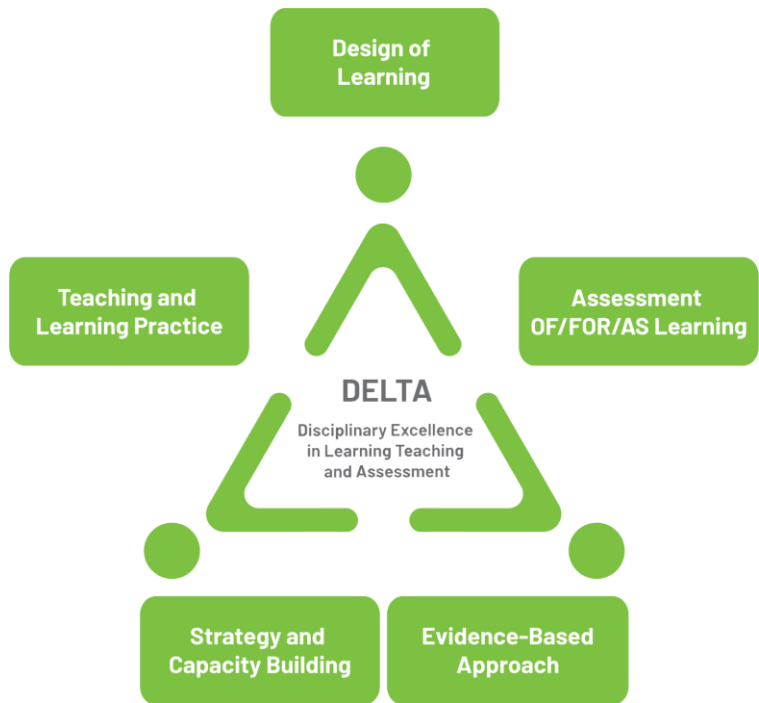 Design of
Learning
Teaching and
Learning Practice
Assessment
OF/FOR/AS Learning
DELTA
Disciplinary Excellence
in Learning Teaching
and Assessment
Strategy and
Capacity Building
Evidence-Based
Approach